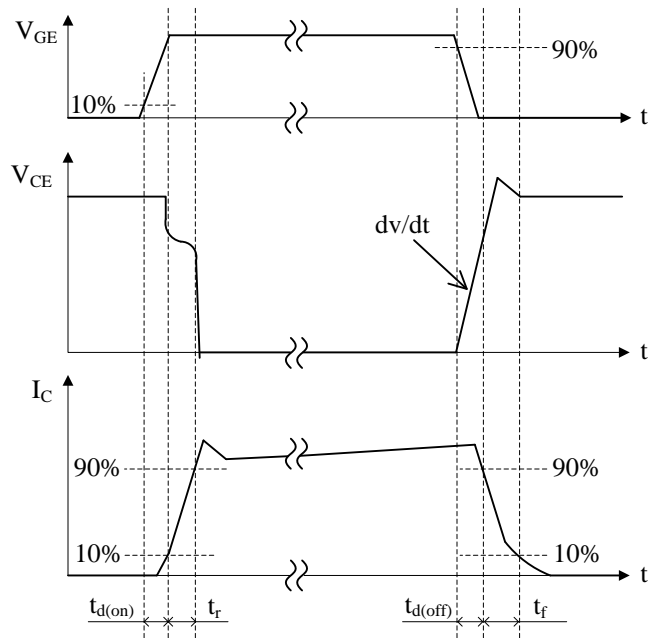 V_GE
90%
10%
t
V_CE
dv/dt
t
I_C
90%
90%
10%
10%
t
t_d(on) t_r t_d(off) t_f